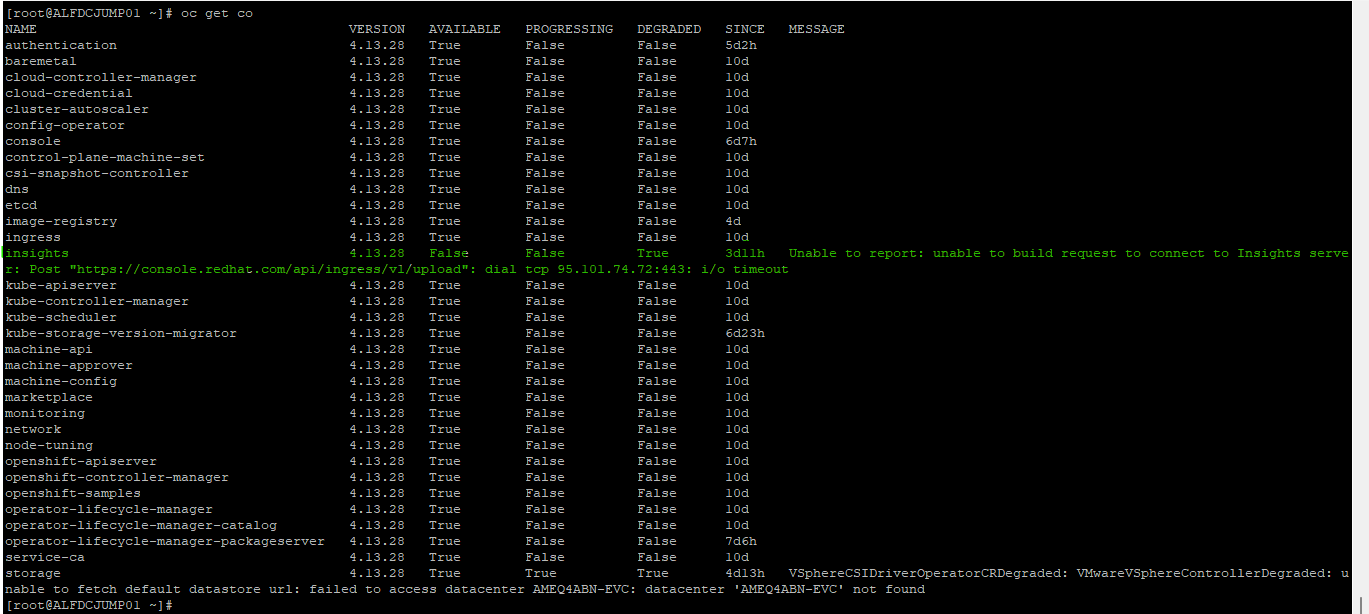 [root@ALFDCJUMP01 ~]# oc get co
NAME                                       VERSION   AVAILABLE   PROGRESSING   DEGRADED   SINCE   MESSAGE
authentication                             4.13.28   True        False         False      5d2h
baremetal                                  4.13.28   True        False         False      10d
cloud-controller-manager                   4.13.28   True        False         False      10d
cloud-credential                           4.13.28   True        False         False      10d
cluster-autoscaler                         4.13.28   True        False         False      10d
config-operator                            4.13.28   True        False         False      10d
console                                    4.13.28   True        False         False      6d7h
control-plane-machine-set                  4.13.28   True        False         False      10d
csi-snapshot-controller                    4.13.28   True        False         False      10d
dns                                        4.13.28   True        False         False      10d
etcd                                       4.13.28   True        False         False      10d
image-registry                             4.13.28   True        False         False      4d
ingress                                    4.13.28   True        False         False      10d
insights                                   4.13.28   False       False         True       3d11h   Unable to report: unable to build request to connect to Insights serve
r: Post "https://console.redhat.com/api/ingress/v1/upload": dial tcp 95.101.74.72:443: i/o timeout
kube-apiserver                             4.13.28   True        False         False      10d
kube-controller-manager                    4.13.28   True        False         False      10d
kube-scheduler                             4.13.28   True        False         False      10d
kube-storage-version-migrator              4.13.28   True        False         False      6d23h
machine-api                                4.13.28   True        False         False      10d
machine-approver                           4.13.28   True        False         False      10d
machine-config                             4.13.28   True        False         False      10d
marketplace                                4.13.28   True        False         False      10d
monitoring                                 4.13.28   True        False         False      10d
network                                    4.13.28   True        False         False      10d
node-tuning                                4.13.28   True        False         False      10d
openshift-apiserver                        4.13.28   True        False         False      10d
openshift-controller-manager               4.13.28   True        False         False      10d
openshift-samples                          4.13.28   True        False         False      10d
operator-lifecycle-manager                 4.13.28   True        False         False      10d
operator-lifecycle-manager-catalog         4.13.28   True        False         False      10d
operator-lifecycle-manager-packageserver   4.13.28   True        False         False      7d6h
service-ca                                 4.13.28   True        False         False      10d
storage                                    4.13.28   True        True          True       4d13h   VSphereCSIDriverOperatorCRDegraded: VMwareVSphereControllerDegraded: u
nable to fetch default datastore url: failed to access datacenter AMEQ4ABN-EVC: datacenter 'AMEQ4ABN-EVC' not found
[root@ALFDCJUMP01 ~]#